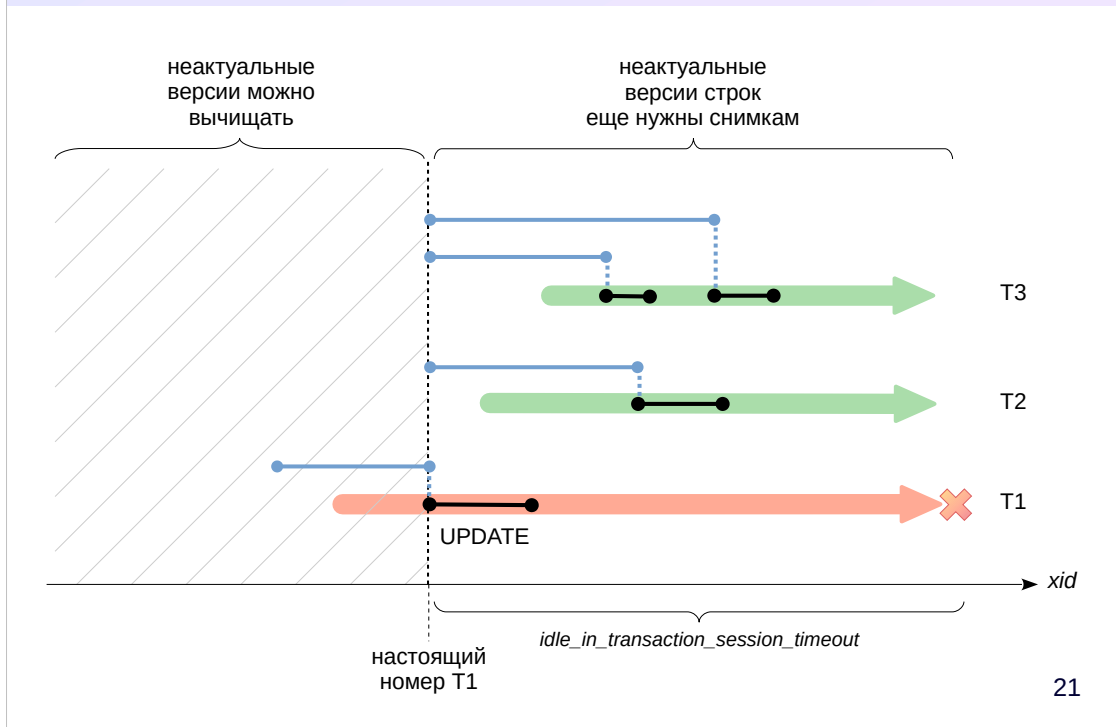 неактуальные
версии можно
вычищать
неактуальные
версии строк
еще нужны снимкам
T3
T2
T1
UPDATE
xid
idle_in_transaction_session_timeout
настоящий
номер T1
21